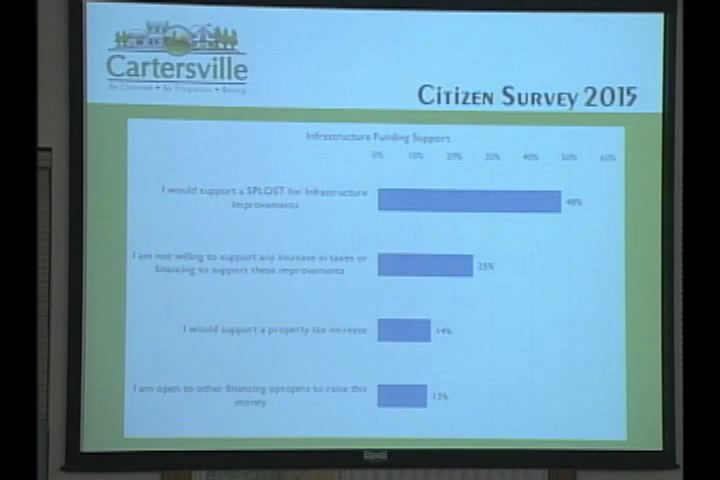 Cartersville
CITIZEN SURVEY 2015
Infrastructure Funding Support
0% 10% 20% 30% 40% 50% 60%
I would support a SPLOST for Infrastructure
Improvements
48%
I am not willing to support any increase in taxes or
financing to support these improvements
25%
I would support a property tax increase
14%
I am open to other financing optopms to raise this
money
13%